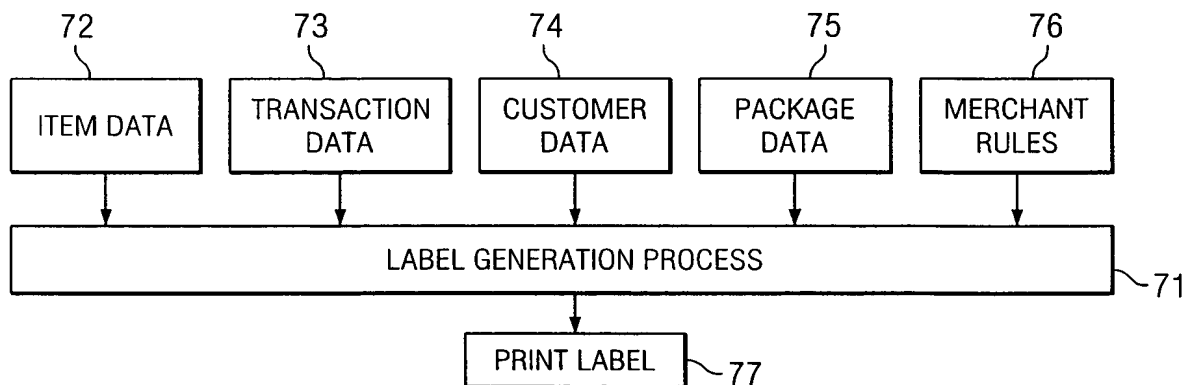 72
73
74
75
76
ITEM DATA
TRANSACTION
DATA
CUSTOMER
DATA
PACKAGE
DATA
MERCHANT
RULES
LABEL GENERATION PROCESS
71
PRINT LABEL
77